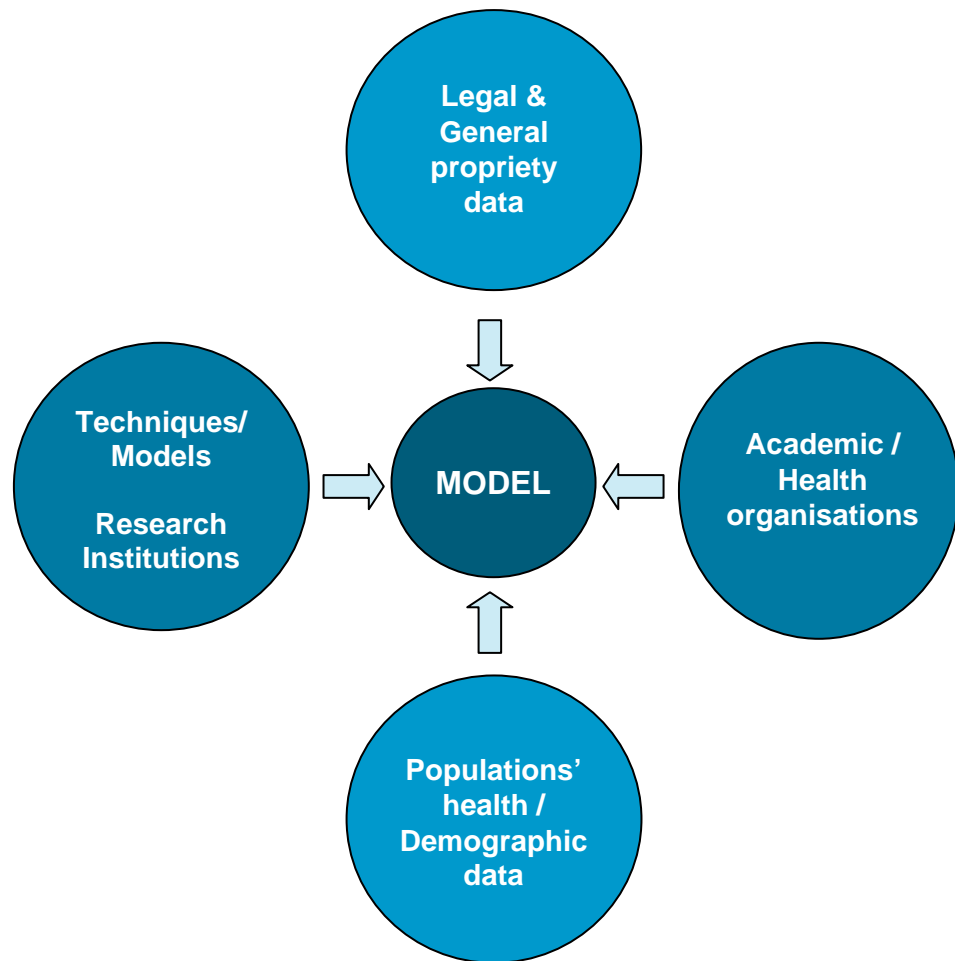 Legal &
General
propriety
data
Techniques/
Models
Research
Institutions
MODEL
Academic /
Health
organisations
Populations’
health /
Demographic
data